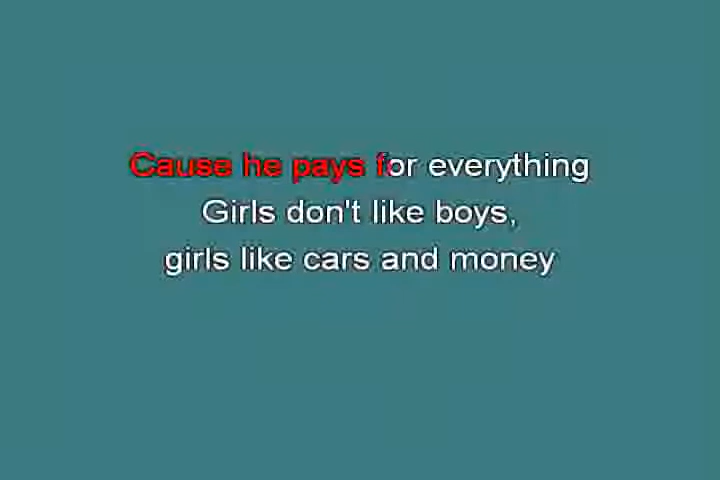 Cause he pays for everything
Girls don't like boys,
girls like cars and money